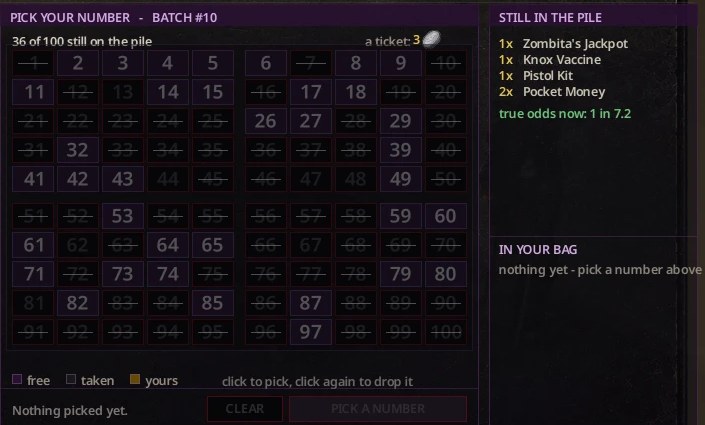 PICK YOUR NUMBER - BATCH #10
36 of 100 still on the pile
a ticket: 3
1 2 3 4 5 6 7 8 9 10
11 12 13 14 15 16 17 18 19 20
21 22 23 24 25 26 27 28 29 30
31 32 33 34 35 36 37 38 39 40
41 42 43 44 45 46 47 48 49 50
51 52 53 54 55 56 57 58 59 60
61 62 63 64 65 66 67 68 69 70
71 72 73 74 75 76 77 78 79 80
81 82 83 84 85 86 87 88 89 90
91 92 93 94 95 96 97 98 99 100
free taken yours click to pick, click again to drop it
Nothing picked yet. CLEAR PICK A NUMBER
STILL IN THE PILE
1x Zombita's Jackpot
1x Knox Vaccine
1x Pistol Kit
2x Pocket Money
true odds now: 1 in 7.2
IN YOUR BAG
nothing yet - pick a number above